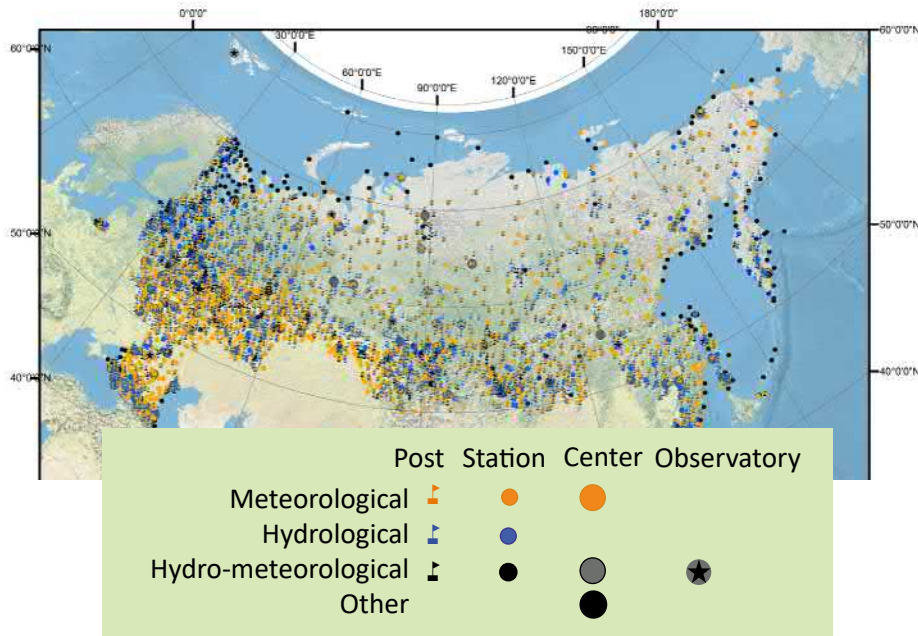 0°0'0" 180°0'0"
60°0'0"N 30°0'0"E 150°0'0"E 60°0'0"N
60°0'0"E 120°0'0"E
90°0'0"E
50°0'0"N 50°0'0"N
40°0'0"N 40°0'0"N
Post Station Center Observatory
Meteorological
Hydrological
Hydro-meteorological
Other